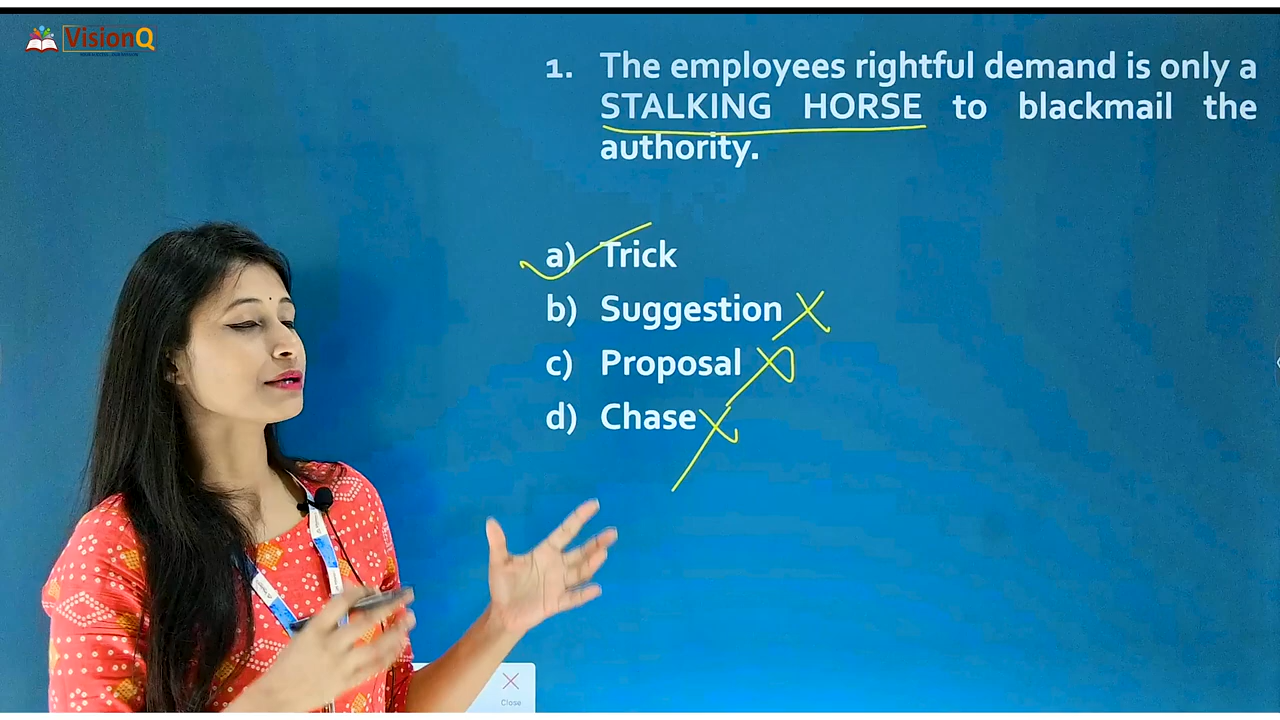 VisionQ
1. The employees rightful demand is only a
STALKING HORSE to blackmail the
authority.
a) Trick
b) Suggestion
c) Proposal
d) Chase
Close